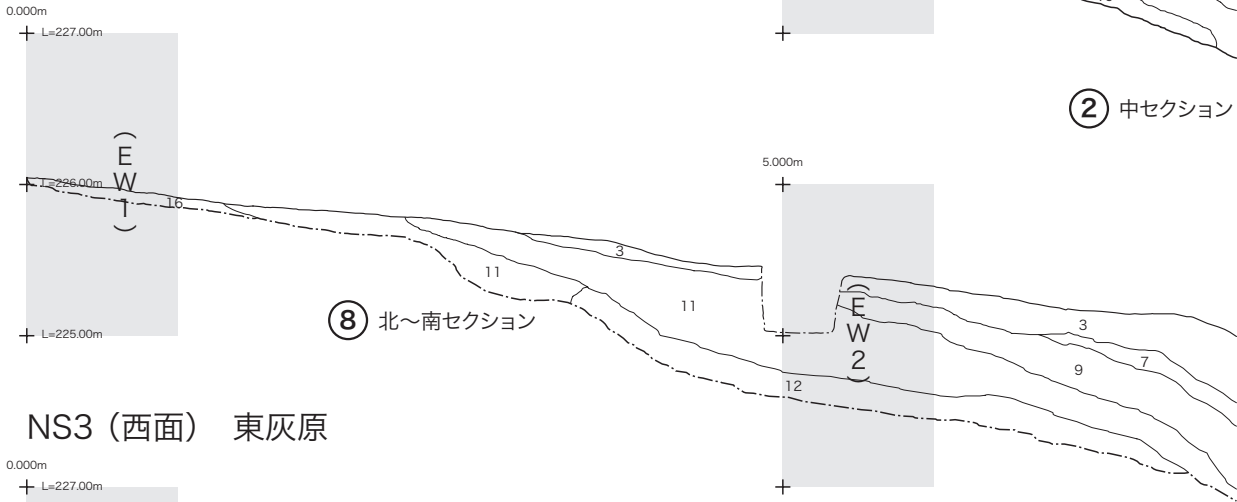 0.000m
L=227.00m
② 中セクション
5.000m
（EW1）
L=226.00m
16
3
11
11
（EW2）
3
7
9
⑧ 北～南セクション
L=225.00m
12
NS3（西面） 東灰原
0.000m
L=227.00m